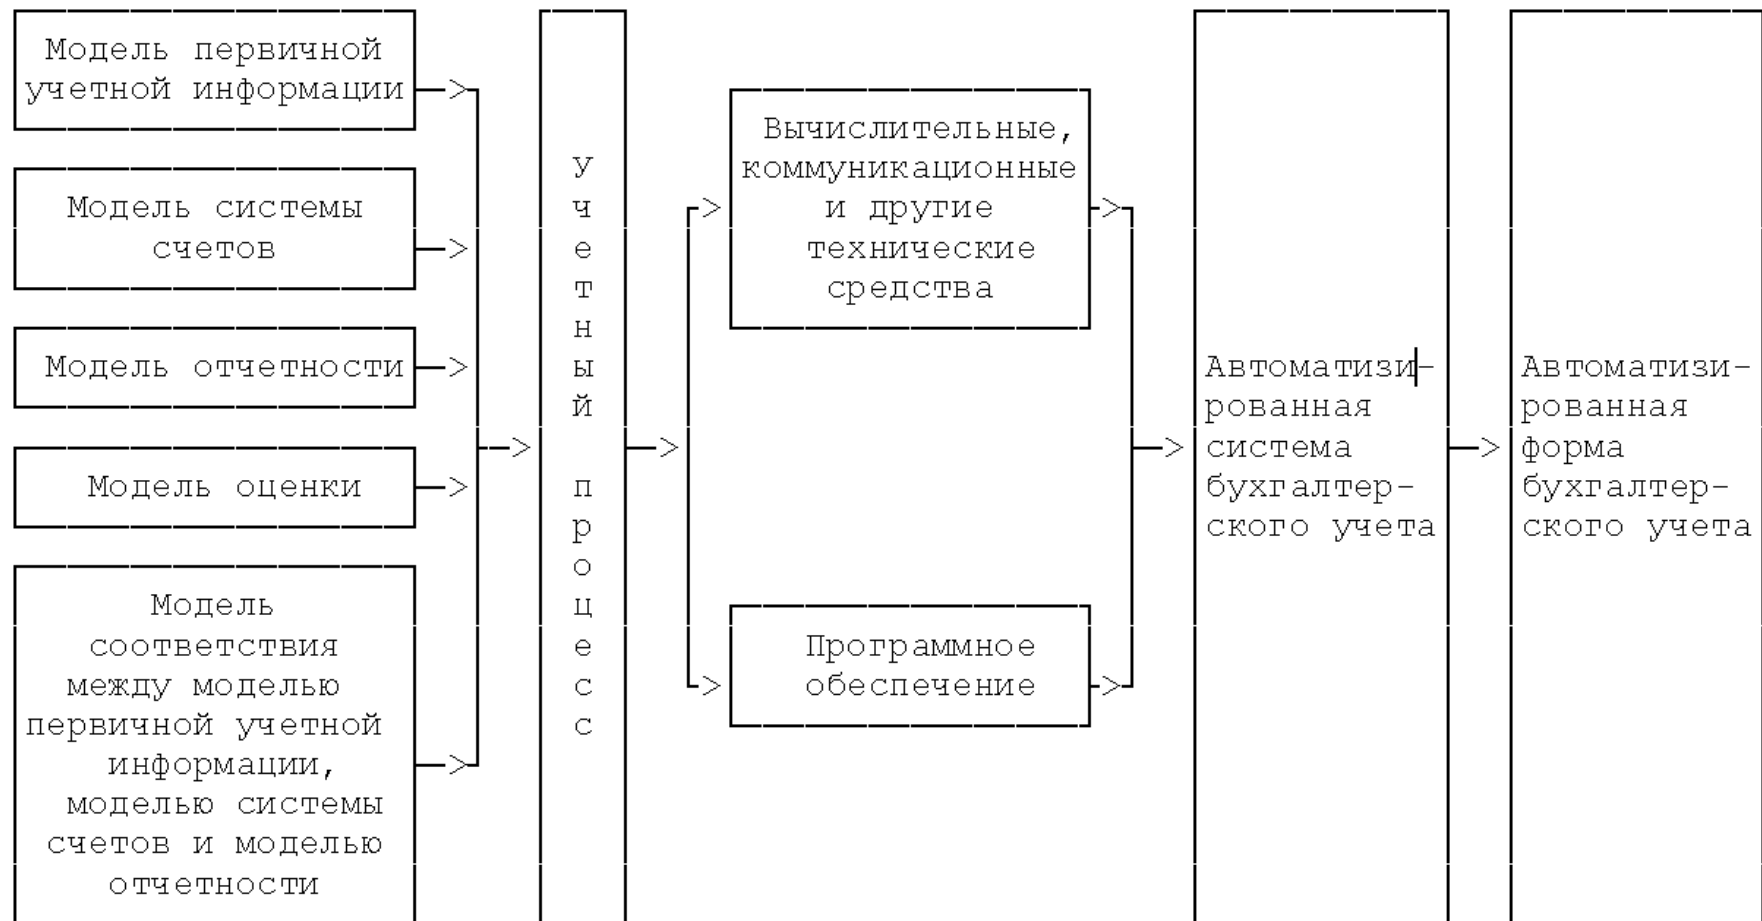 Модель первичной
учетной информации
Модель системы
счетов
Модель отчетности
Модель оценки
Модель
соответствия
между моделью
первичной учетной
информации,
моделью системы
счетов и моделью
отчетности
У
ч
е
т
н
ы
й
п
р
о
ц
е
с
с
Вычислительные,
коммуникационные
и другие
технические
средства
Программное
обеспечение
Автоматизи-
рованная
система
бухгалтер-
ского учета
Автоматизи-
рованная
форма
бухгалтер-
ского учета